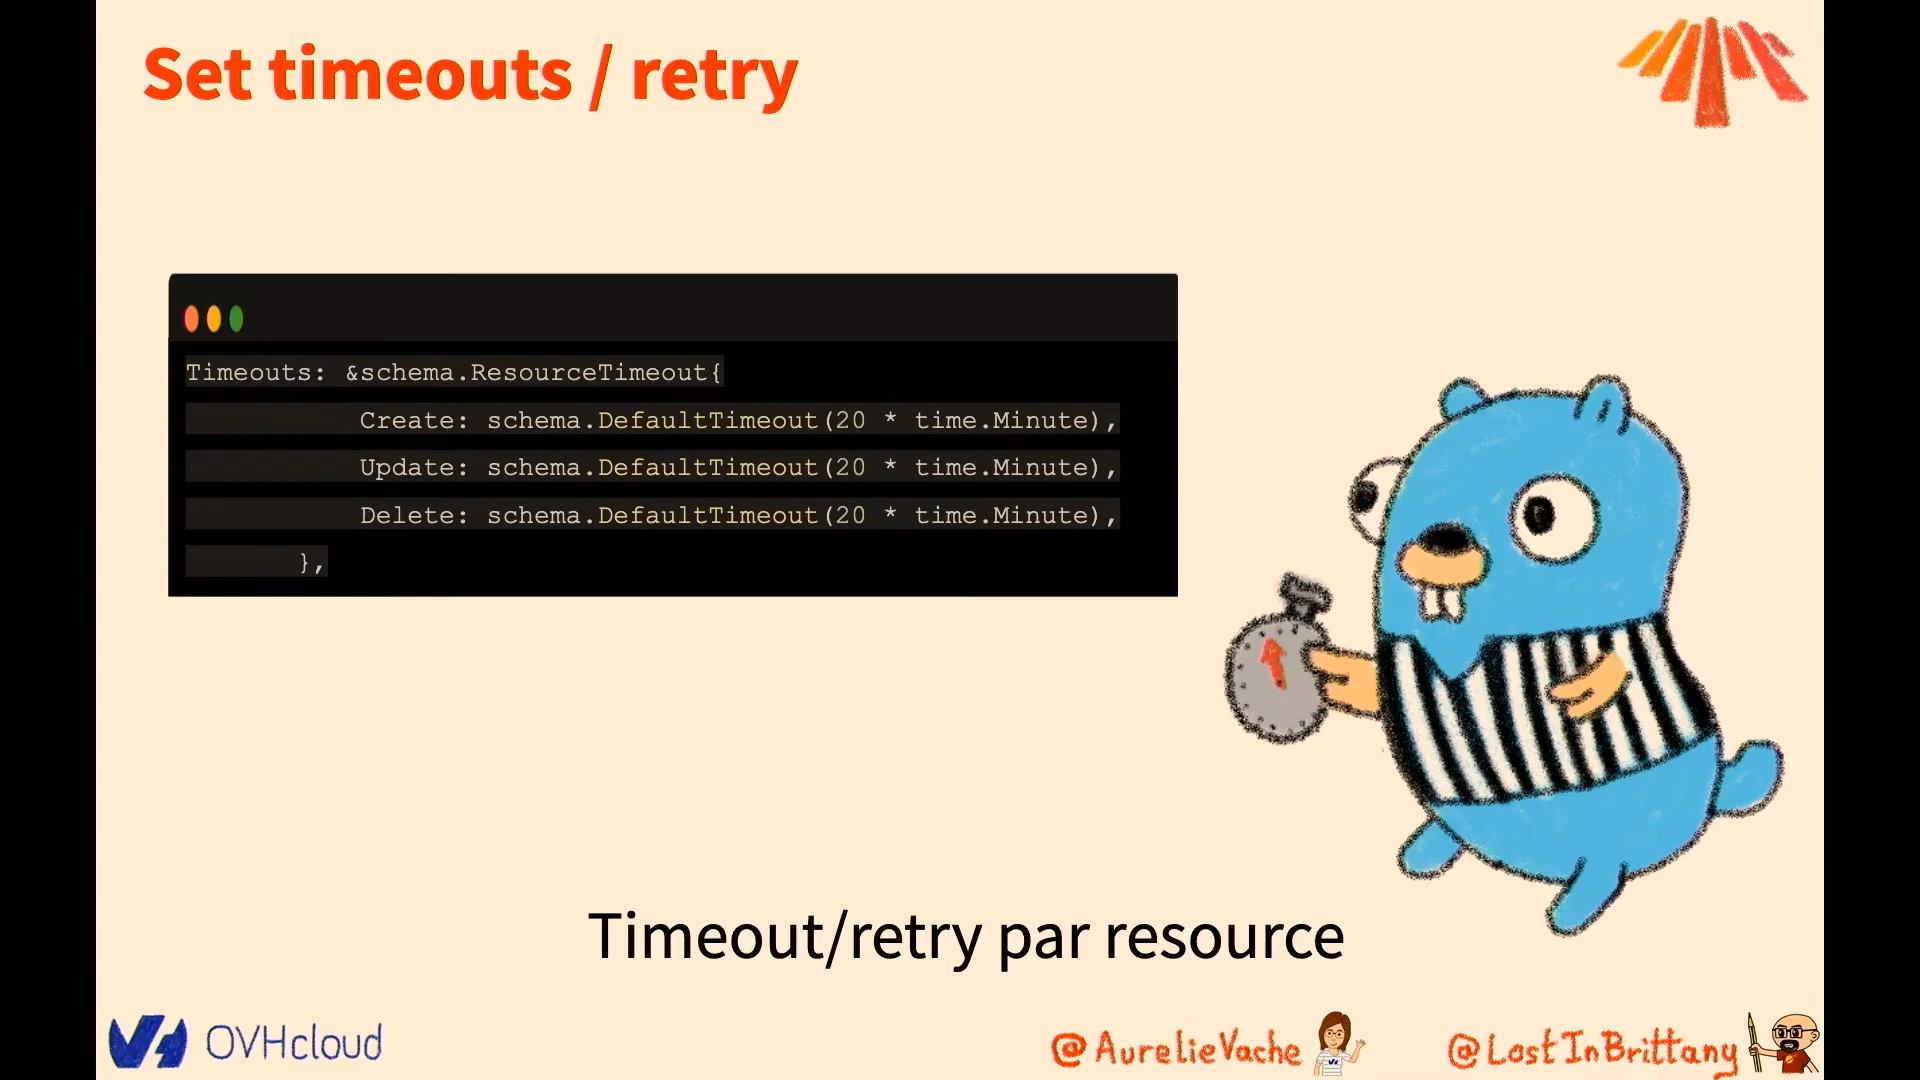 Set timeouts / retry
Timeouts: &schema.ResourceTimeout{
Create: schema.DefaultTimeout(20 * time.Minute),
Update: schema.DefaultTimeout(20 * time.Minute),
Delete: schema.DefaultTimeout(20 * time.Minute),
},
Timeout/retry par resource
OVHcloud
@AurelieVache
@LostInBrittany